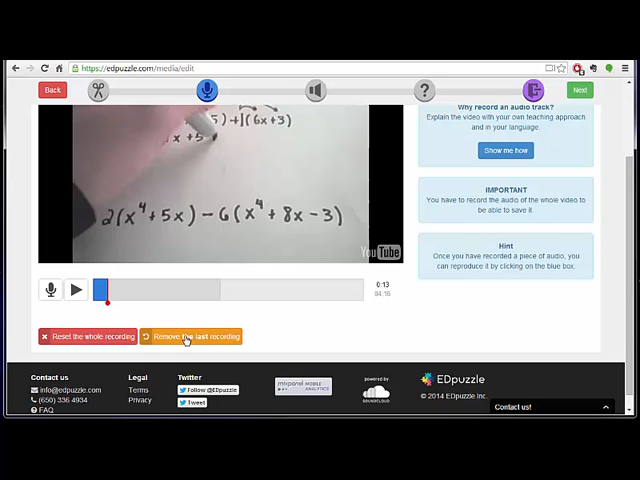 https://edpuzzle.com/media/edit
Back
Next
5)+1(6x+3)
x+5
2(x⁴+5x)-6(x⁴+8x-3)
YouTube
Why record an audio track?
Explain the video with your own teaching approach
and in your language.
Show me how
IMPORTANT
You have to record the audio of the whole video to
be able to save it.
Hint
Once you have recorded a piece of audio, you
can reproduce it by clicking on the blue box.
0:13
04:16
Reset the whole recording
Remove the last recording
Contact us
info@edpuzzle.com
(650) 336 4934
FAQ
Legal
Terms
Privacy
Twitter
Follow @EDpuzzle
Tweet
mixpanel MOBILE
ANALYTICS
powered by
SOUNDCLOUD
EDpuzzle
© 2014 EDpuzzle Inc.
Contact us!